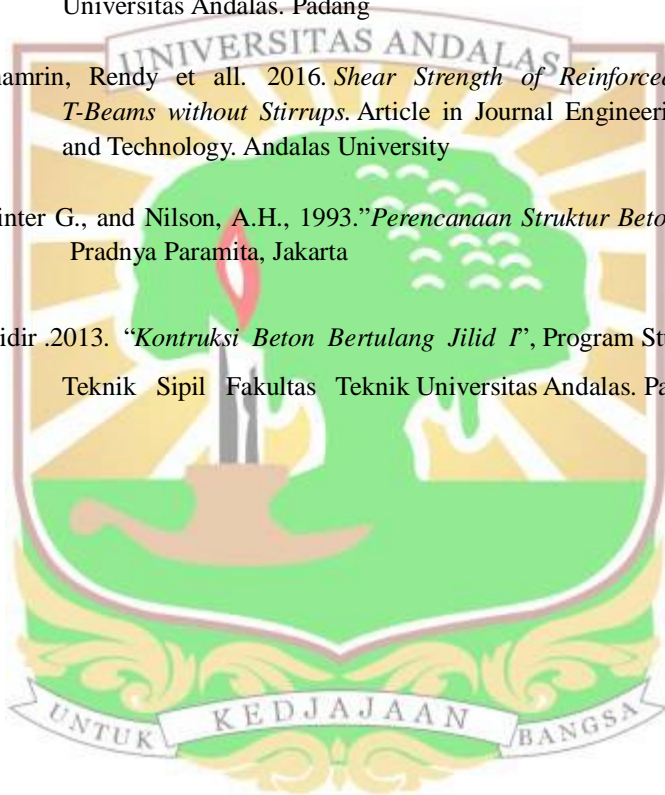 Universitas Andalas. Padang
UNIVERSITAS ANDALAS
amrin, Rendy et all. 2016. Shear Strength of Reinforced
T-Beams without Stirrups. Article in Journal Engineeri
and Technology. Andalas University
inter G., and Nilson, A.H., 1993.”Perencanaan Struktur Beto
Pradnya Paramita, Jakarta
idir .2013. “Kontruksi Beton Bertulang Jilid I”, Program Stu
Teknik Sipil Fakultas Teknik Universitas Andalas. Pa
UNTUK KEDJAJAAN BANGSA